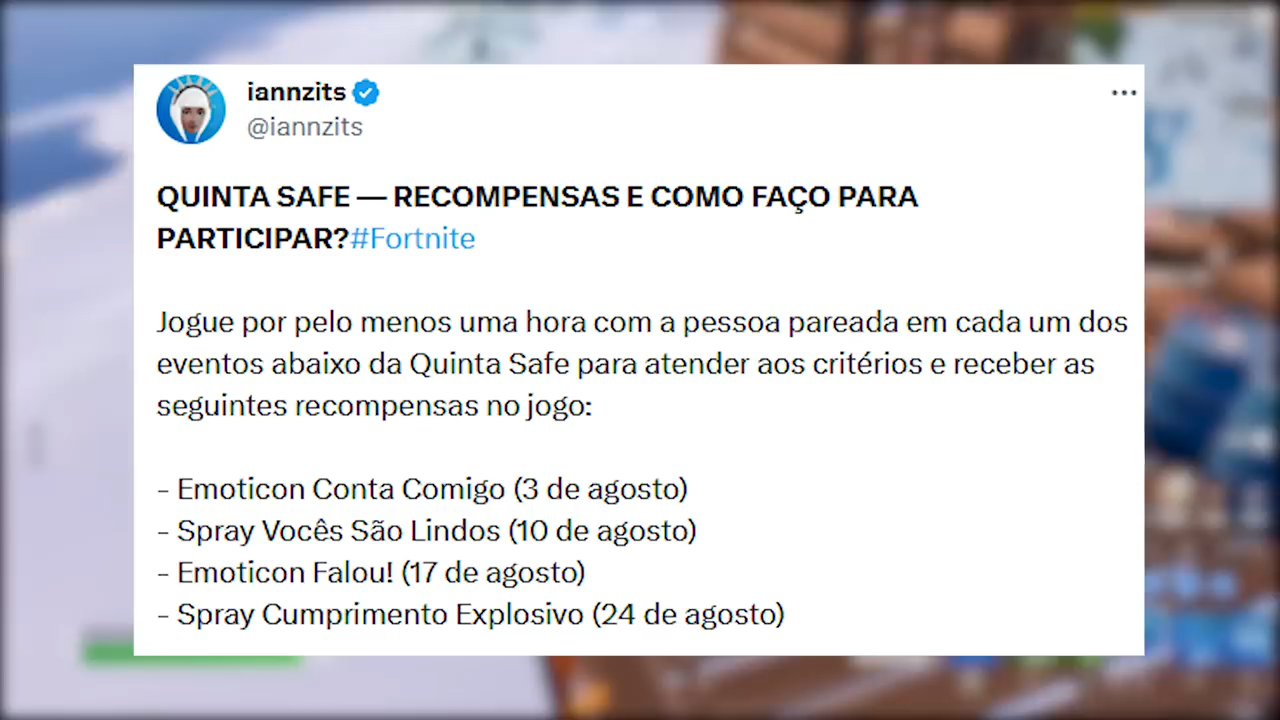 iannzits
@iannzits
QUINTA SAFE — RECOMPENSAS E COMO FAÇO PARA
PARTICIPAR?#Fortnite
Jogue por pelo menos uma hora com a pessoa pareada em cada um dos
eventos abaixo da Quinta Safe para atender aos critérios e receber as
seguintes recompensas no jogo:
- Emoticon Conta Comigo (3 de agosto)
- Spray Vocês São Lindos (10 de agosto)
- Emoticon Falou! (17 de agosto)
- Spray Cumprimento Explosivo (24 de agosto)